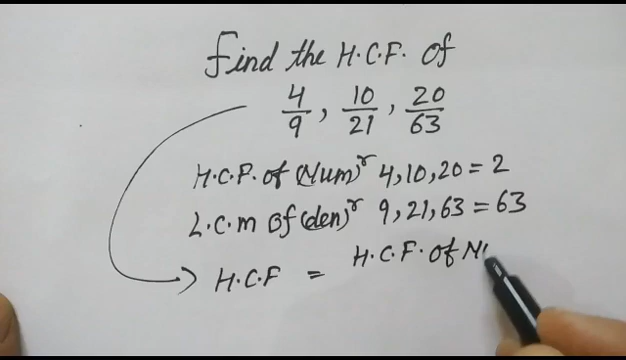 Find the H.C.F. of
4/9, 10/21, 20/63
H.C.F. of (Num)ʳ 4,10,20 = 2
L.C.m of (den)ʳ 9,21,63 = 63
H.C.F = H.C.F. of N